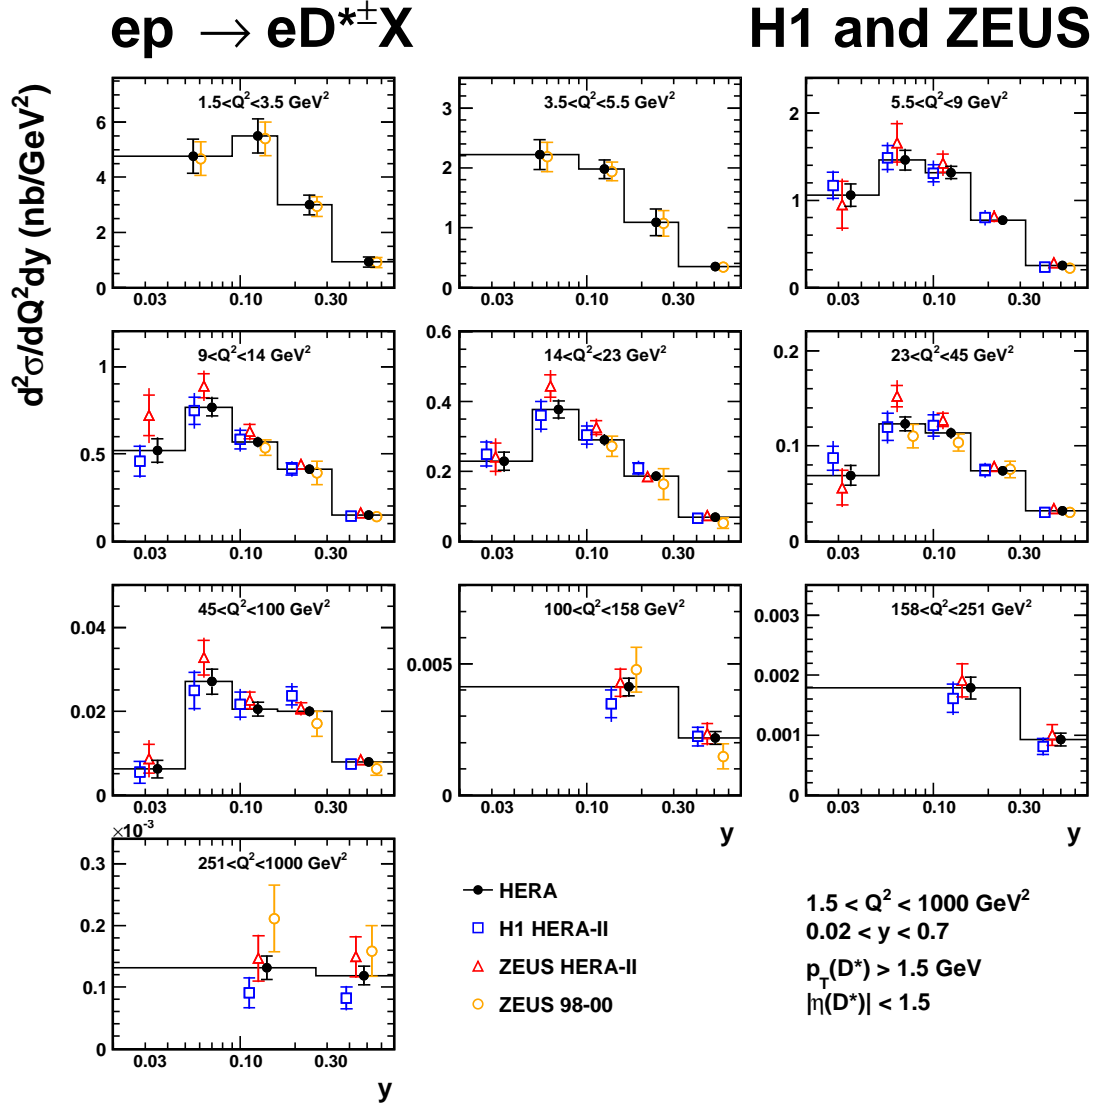 ep → eD*±X
H1 and ZEUS
d²σ/dQ²dy (nb/GeV²)
1.5<Q²<3.5 GeV²
6
4
2
0
0.03 0.10 0.30
3.5<Q²<5.5 GeV²
3
2
1
0
0.03 0.10 0.30
5.5<Q²<9 GeV²
2
1
0
0.03 0.10 0.30
9<Q²<14 GeV²
1
0.5
0
0.03 0.10 0.30
14<Q²<23 GeV²
0.6
0.4
0.2
0
0.03 0.10 0.30
23<Q²<45 GeV²
0.2
0.1
0
0.03 0.10 0.30
45<Q²<100 GeV²
0.04
0.02
0
0.03 0.10 0.30
100<Q²<158 GeV²
0.005
0
0.03 0.10 0.30
y
158<Q²<251 GeV²
0.003
0.002
0.001
0
0.03 0.10 0.30
y
×10⁻³
251<Q²<1000 GeV²
0.3
0.2
0.1
0
0.03 0.10 0.30
y
HERA
H1 HERA-II
ZEUS HERA-II
ZEUS 98-00
1.5 < Q² < 1000 GeV²
0.02 < y < 0.7
p_T(D*) > 1.5 GeV
|η(D*)| < 1.5